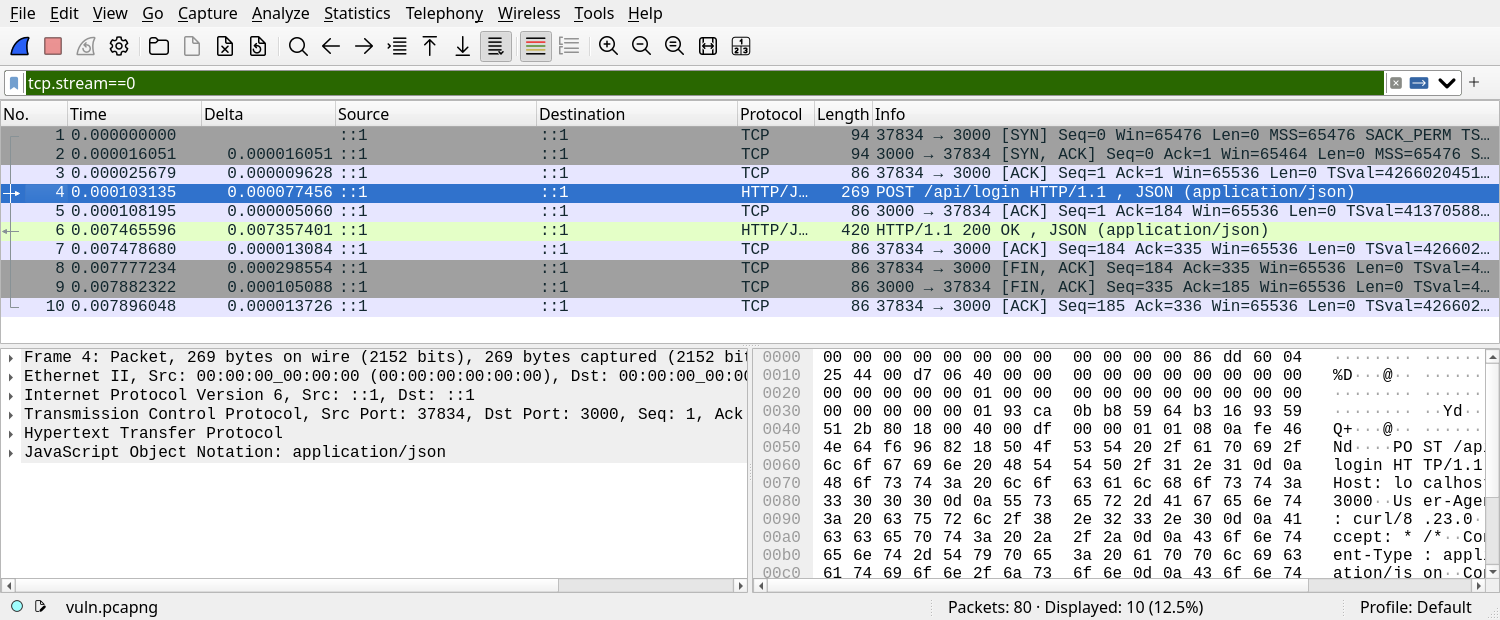 File Edit View Go Capture Analyze Statistics Telephony Wireless Tools Help
tcp.stream==0
No. Time Delta Source Destination Protocol Length Info
1 0.000000000 ::1 ::1 TCP 94 37834 → 3000 [SYN] Seq=0 Win=65476 Len=0 MSS=65476 SACK_PERM TS…
2 0.000016051 0.000016051 ::1 ::1 TCP 94 3000 → 37834 [SYN, ACK] Seq=0 Ack=1 Win=65464 Len=0 MSS=65476 S…
3 0.000025679 0.000009628 ::1 ::1 TCP 86 37834 → 3000 [ACK] Seq=1 Ack=1 Win=65536 Len=0 TSval=4266020451…
4 0.000103135 0.000077456 ::1 ::1 HTTP/J… 269 POST /api/login HTTP/1.1 , JSON (application/json)
5 0.000108195 0.000005060 ::1 ::1 TCP 86 3000 → 37834 [ACK] Seq=1 Ack=184 Win=65536 Len=0 TSval=41370588…
6 0.007465596 0.007357401 ::1 ::1 HTTP/J… 420 HTTP/1.1 200 OK , JSON (application/json)
7 0.007478680 0.000013084 ::1 ::1 TCP 86 37834 → 3000 [ACK] Seq=184 Ack=335 Win=65536 Len=0 TSval=426602…
8 0.007777234 0.000298554 ::1 ::1 TCP 86 37834 → 3000 [FIN, ACK] Seq=184 Ack=335 Win=65536 Len=0 TSval=4…
9 0.007882322 0.000105088 ::1 ::1 TCP 86 3000 → 37834 [FIN, ACK] Seq=335 Ack=185 Win=65536 Len=0 TSval=4…
10 0.007896048 0.000013726 ::1 ::1 TCP 86 37834 → 3000 [ACK] Seq=185 Ack=336 Win=65536 Len=0 TSval=426602…
Frame 4: Packet, 269 bytes on wire (2152 bits), 269 bytes captured (2152 bit
Ethernet II, Src: 00:00:00_00:00:00 (00:00:00:00:00:00), Dst: 00:00:00_00:0
Internet Protocol Version 6, Src: ::1, Dst: ::1
Transmission Control Protocol, Src Port: 37834, Dst Port: 3000, Seq: 1, Ack
Hypertext Transfer Protocol
JavaScript Object Notation: application/json
0000 00 00 00 00 00 00 00 00 00 00 00 00 86 dd 60 04 ········ ······
0010 25 44 00 d7 06 40 00 00 00 00 00 00 00 00 00 00 %D···@·· ·······
0020 00 00 00 00 00 01 00 00 00 00 00 00 00 00 00 00 ········ ·······
0030 00 00 00 00 00 01 93 ca 0b b8 59 64 b3 16 93 59 ········ ··Yd··
0040 51 2b 80 18 00 40 00 df 00 00 01 01 08 0a fe 46 Q+···@·· ·······
0050 4e 64 f6 96 82 18 50 4f 53 54 20 2f 61 70 69 2f Nd····PO ST /ap
0060 6c 6f 67 69 6e 20 48 54 54 50 2f 31 2e 31 0d 0a login HT TP/1.1
0070 48 6f 73 74 3a 20 6c 6f 63 61 6c 68 6f 73 74 3a Host: lo calhos
0080 33 30 30 30 0d 0a 55 73 65 72 2d 41 67 65 6e 74 3000··Us er-Age
0090 3a 20 63 75 72 6c 2f 38 2e 32 33 2e 30 0d 0a 41 : curl/8 .23.0··
00a0 63 63 65 70 74 3a 20 2a 2f 2a 0d 0a 43 6f 6e 74 ccept: * /*··Co
00b0 65 6e 74 2d 54 79 70 65 3a 20 61 70 70 6c 69 63 ent-Type : appl
00c0 61 74 69 6f 6e 2f 6a 73 6f 6e 0d 0a 43 6f 6e 74 ation/js on··Co
vuln.pcapng Packets: 80 · Displayed: 10 (12.5%) Profile: Default